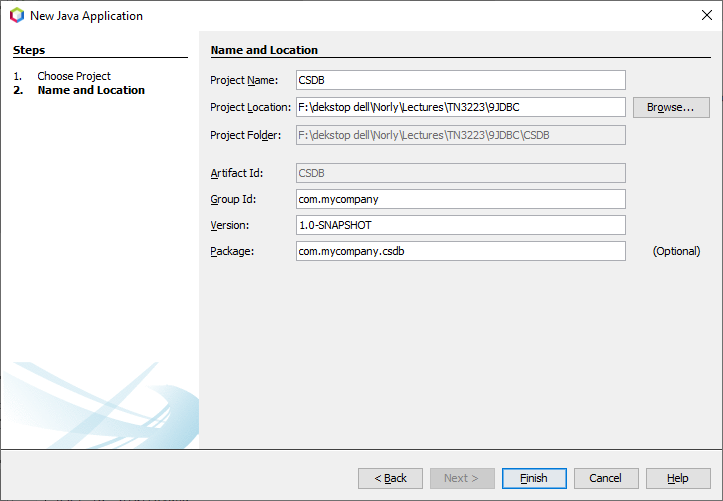 New Java Application
Steps
1. Choose Project
2. Name and Location
Name and Location
Project Name: CSDB
Project Location: F:\dekstop dell\Norly\Lectures\TN3223\9JDBC Browse...
Project Folder: F:\dekstop dell\Norly\Lectures\TN3223\9JDBC\CSDB
Artifact Id: CSDB
Group Id: com.mycompany
Version: 1.0-SNAPSHOT
Package: com.mycompany.csdb (Optional)
< Back Next > Finish Cancel Help